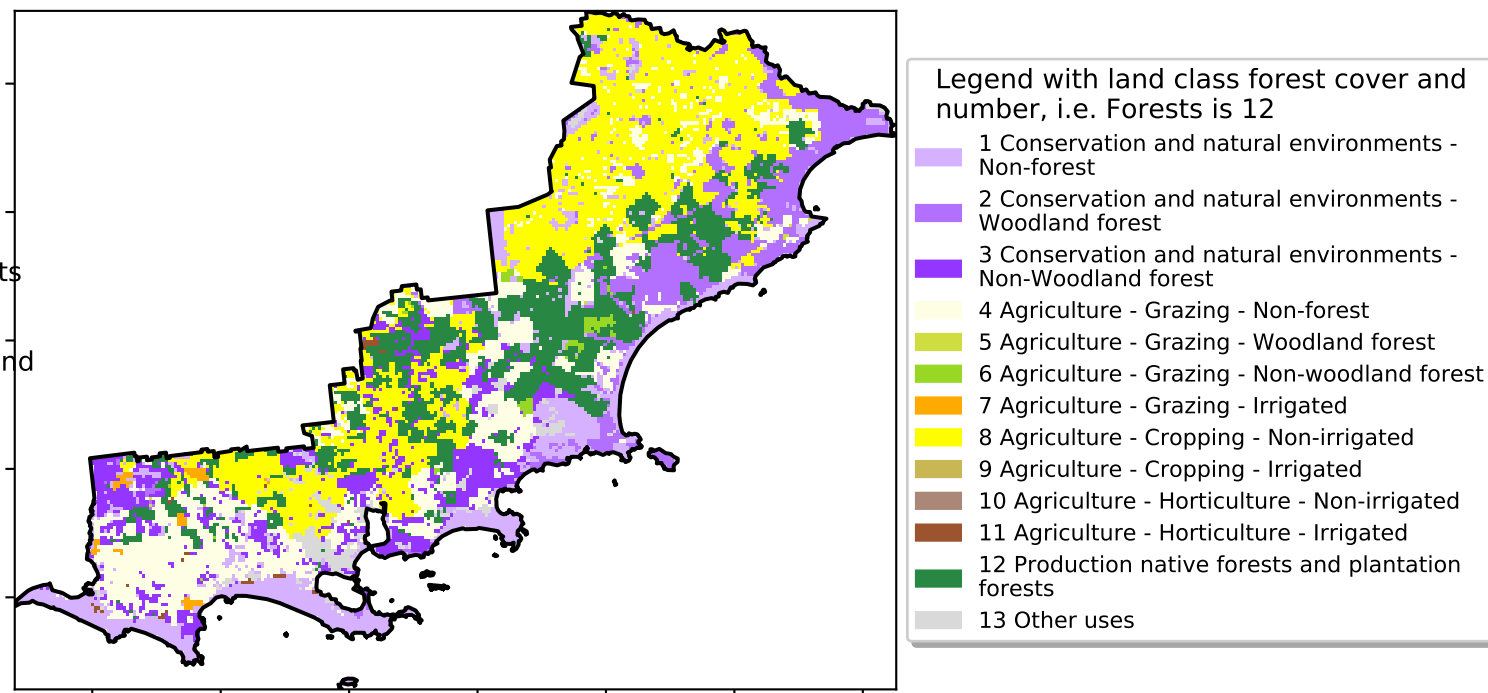 ts
nd
Legend with land class forest cover and
number, i.e. Forests is 12
1 Conservation and natural environments -
Non-forest
2 Conservation and natural environments -
Woodland forest
3 Conservation and natural environments -
Non-Woodland forest
4 Agriculture - Grazing - Non-forest
5 Agriculture - Grazing - Woodland forest
6 Agriculture - Grazing - Non-woodland forest
7 Agriculture - Grazing - Irrigated
8 Agriculture - Cropping - Non-irrigated
9 Agriculture - Cropping - Irrigated
10 Agriculture - Horticulture - Non-irrigated
11 Agriculture - Horticulture - Irrigated
12 Production native forests and plantation
forests
13 Other uses